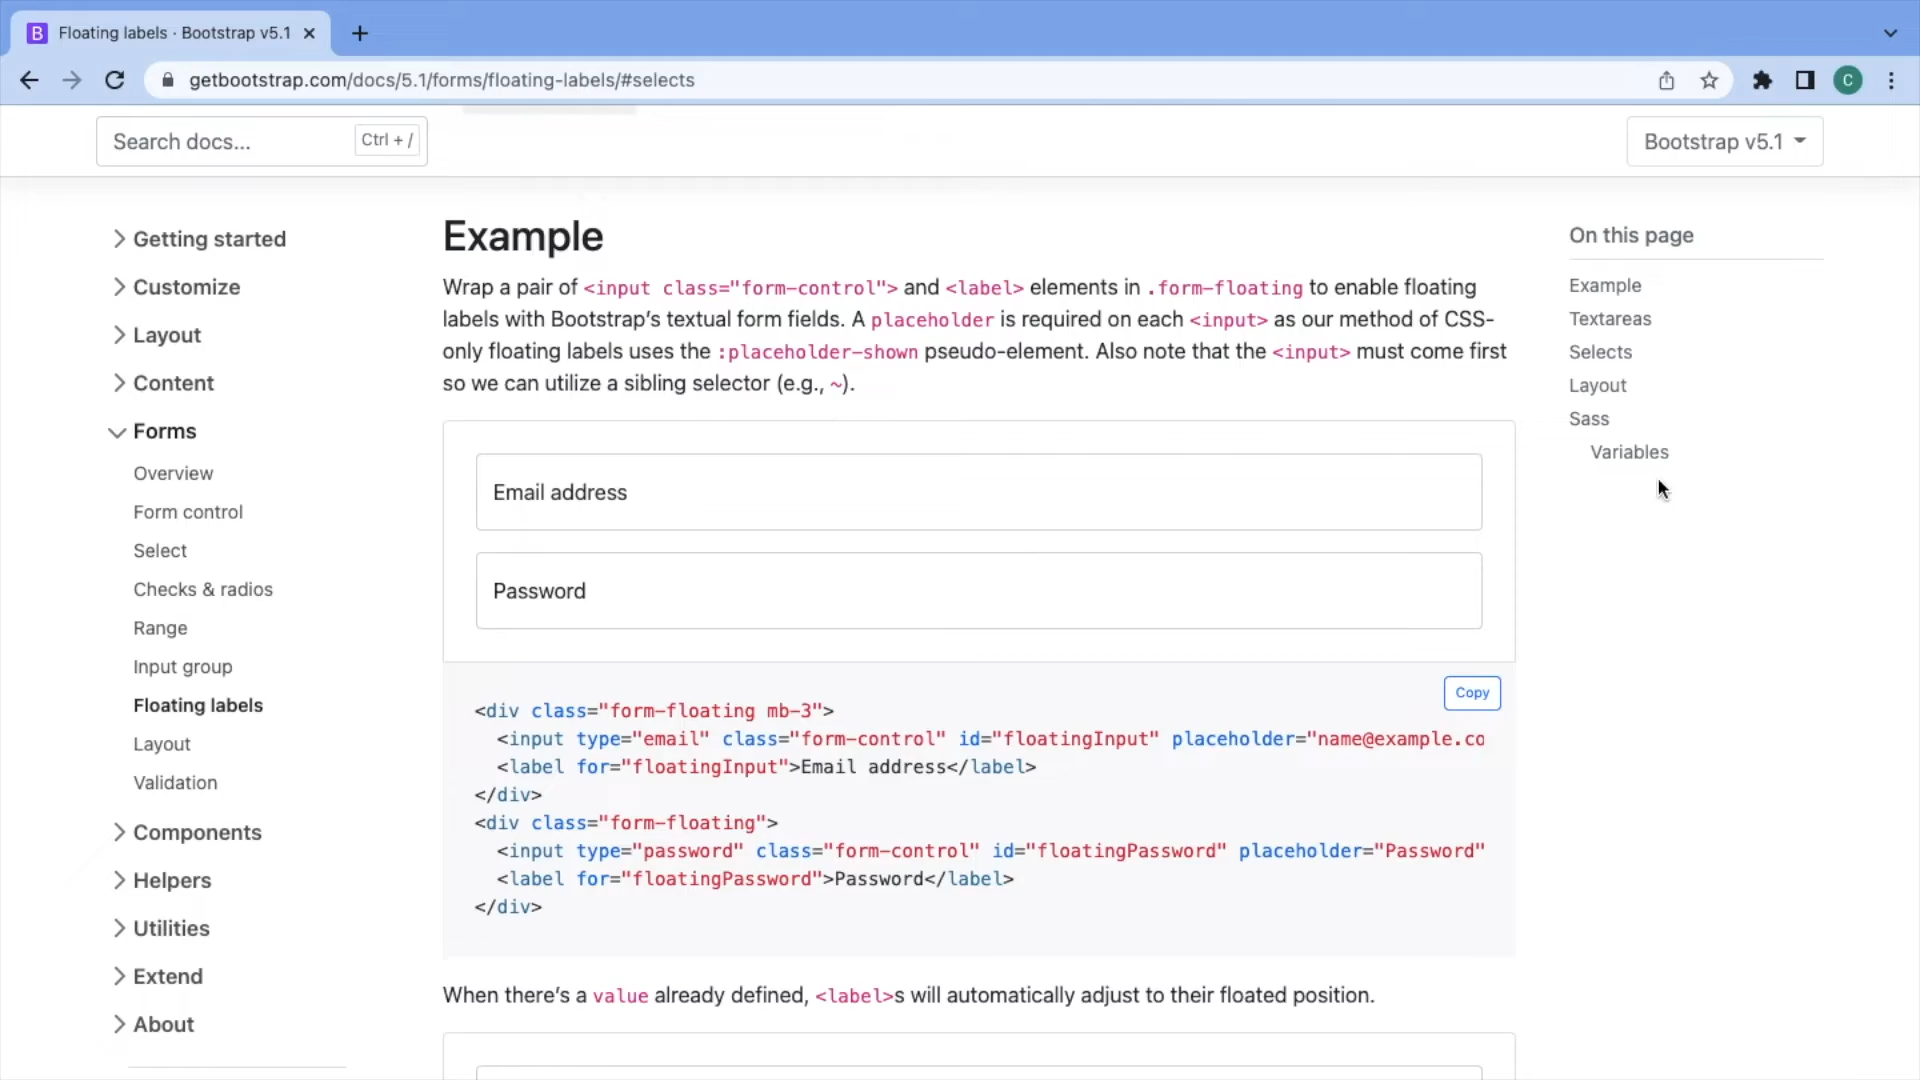 Floating labels · Bootstrap v5.1
getbootstrap.com/docs/5.1/forms/floating-labels/#selects
C
Search docs...
Ctrl + /
Bootstrap v5.1
Getting started
Customize
Layout
Content
Forms
Overview
Form control
Select
Checks & radios
Range
Input group
Floating labels
Layout
Validation
Components
Helpers
Utilities
Extend
About
Example
Wrap a pair of <input class="form-control"> and <label> elements in .form-floating to enable floating
labels with Bootstrap's textual form fields. A placeholder is required on each <input> as our method of CSS-
only floating labels uses the :placeholder-shown pseudo-element. Also note that the <input> must come first
so we can utilize a sibling selector (e.g., ~).
Email address
Password
Copy
<div class="form-floating mb-3">
<input type="email" class="form-control" id="floatingInput" placeholder="name@example.co
<label for="floatingInput">Email address</label>
</div>
<div class="form-floating">
<input type="password" class="form-control" id="floatingPassword" placeholder="Password"
<label for="floatingPassword">Password</label>
</div>
When there's a value already defined, <label>s will automatically adjust to their floated position.
On this page
Example
Textareas
Selects
Layout
Sass
Variables